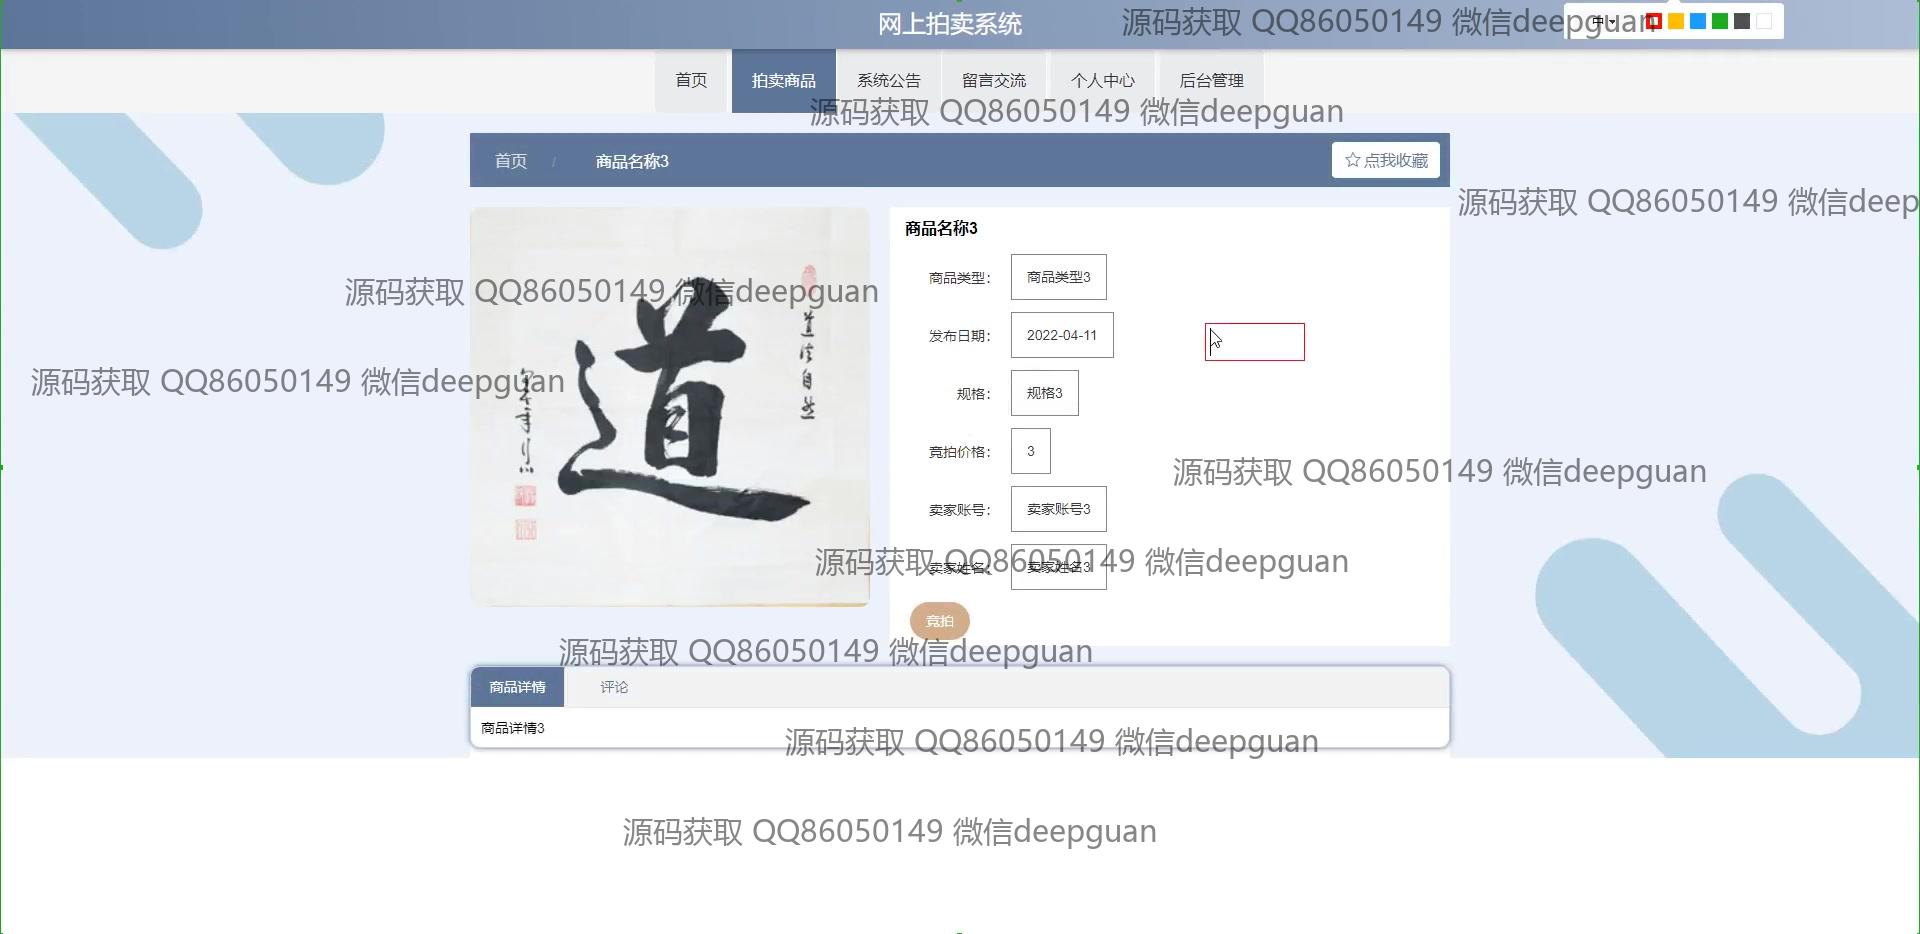 网上拍卖系统
源码获取 QQ86050149 微信deepguan
中
首页 拍卖商品 系统公告 留言交流 个人中心 后台管理
源码获取 QQ86050149 微信deepguan
首页 / 商品名称3
☆ 点我收藏
源码获取 QQ86050149 微信deep
商品名称3
商品类型: 商品类型3
源码获取 QQ86050149 微信deepguan
道法自然
发布日期: 2022-04-11
源码获取 QQ86050149 微信deepguan
道
规格: 规格3
竞拍价格: 3
源码获取 QQ86050149 微信deepguan
卖家账号: 卖家账号3
源码获取 QQ86050149 微信deepguan
卖家姓名: 卖家姓名3
竞拍
源码获取 QQ86050149 微信deepguan
商品详情 评论
商品详情3
源码获取 QQ86050149 微信deepguan
源码获取 QQ86050149 微信deepguan